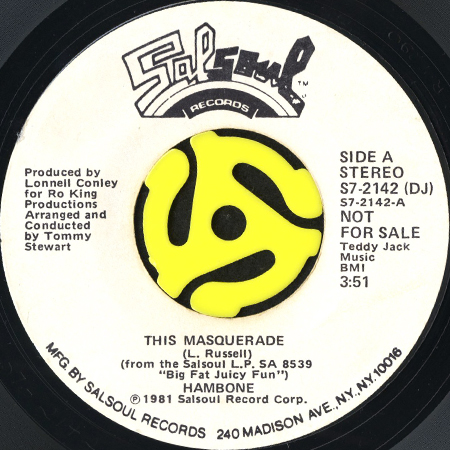 Salsoul
TM
RECORDS
Produced by
Lonnell Conley
for Ro King
Productions
Arranged and
Conducted
by Tommy
Stewart
SIDE A
STEREO
S7-2142 (DJ)
S7-2142-A
NOT
FOR SALE
Teddy Jack
Music
BMI
3:51
THIS MASQUERADE
(L. Russell)
(from the Salsoul L.P. SA 8539
"Big Fat Juicy Fun")
HAMBONE
℗1981 Salsoul Record Corp.
MFG. BY SALSOUL RECORDS 240 MADISON AVE., N.Y., N.Y. 10016